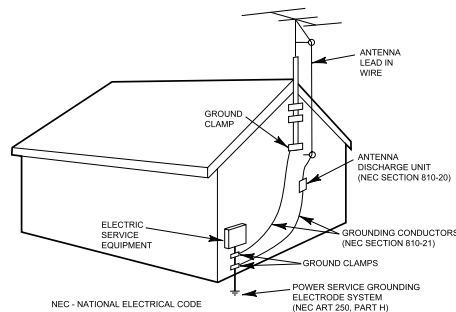 ANTENNA
LEAD IN
WIRE
GROUND
CLAMP
ANTENNA
DISCHARGE UNIT
(NEC SECTION 810-20)
ELECTRIC
SERVICE
EQUIPMENT
GROUNDING CONDUCTORS
(NEC SECTION 810-21)
GROUND CLAMPS
POWER SERVICE GROUNDING
ELECTRODE SYSTEM
(NEC ART 250, PART H)
NEC - NATIONAL ELECTRICAL CODE